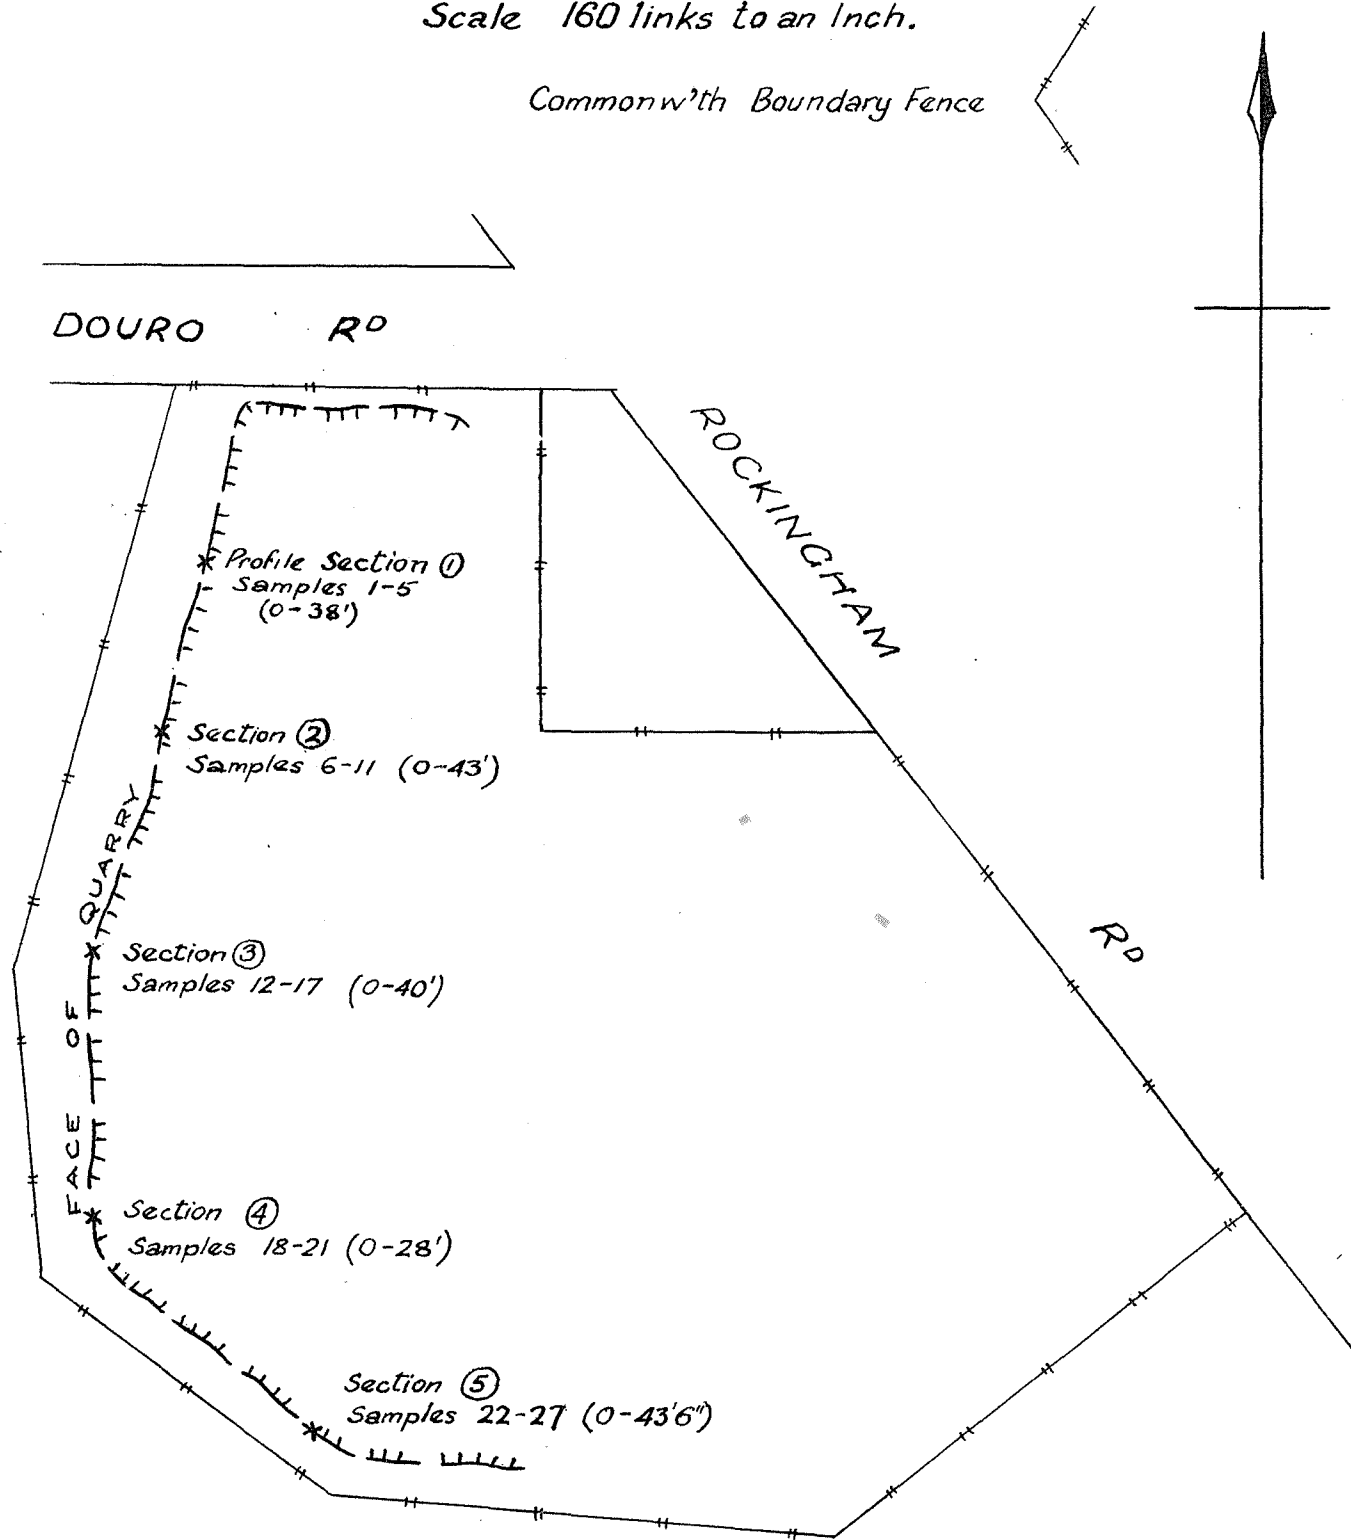 Scale 160 links to an Inch.
Commonw'th Boundary Fence
DOURO RD
ROCKINGHAM RD
Profile Section ①
Samples 1-5
(0-38')
Section ②
Samples 6-11 (0-43')
FACE OF QUARRY
Section ③
Samples 12-17 (0-40')
Section ④
Samples 18-21 (0-28')
Section ⑤
Samples 22-27 (0-43'6")